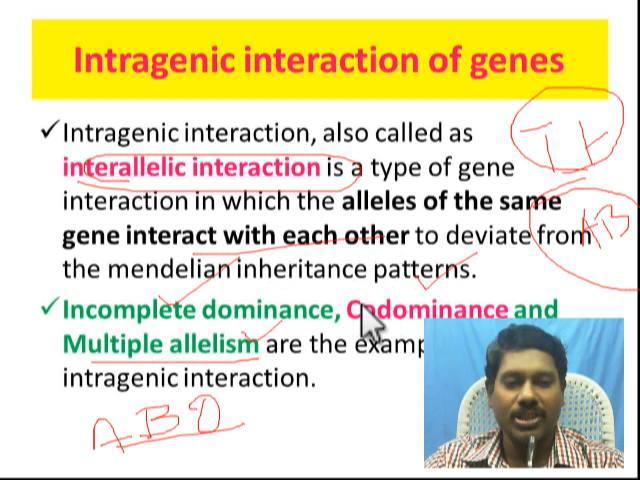 Intragenic interaction of genes
✓Intragenic interaction, also called as
interallelic interaction is a type of gene
interaction in which the alleles of the same
gene interact with each other to deviate from
the mendelian inheritance patterns.
✓Incomplete dominance, Codominance and
Multiple allelism are the examp
intragenic interaction.
Tt
AB
ABO